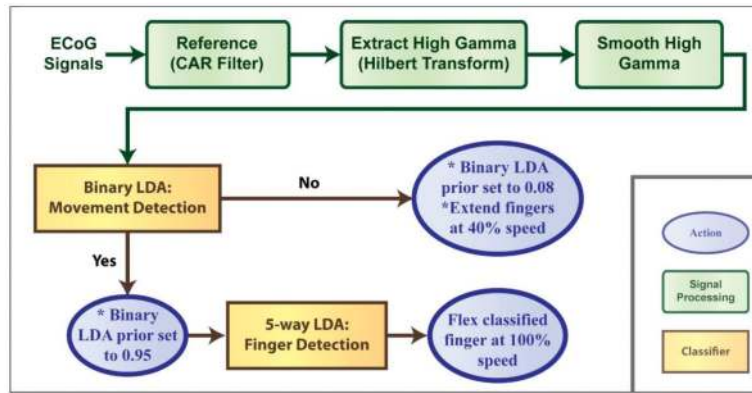 ECoG
Signals
Reference
(CAR Filter)
Extract High Gamma
(Hilbert Transform)
Smooth High
Gamma
Binary LDA:
Movement Detection
No
* Binary LDA
prior set to 0.08
*Extend fingers
at 40% speed
Yes
* Binary
LDA prior set
to 0.95
5-way LDA:
Finger Detection
Flex classified
finger at 100%
speed
Action
Signal
Processing
Classifier